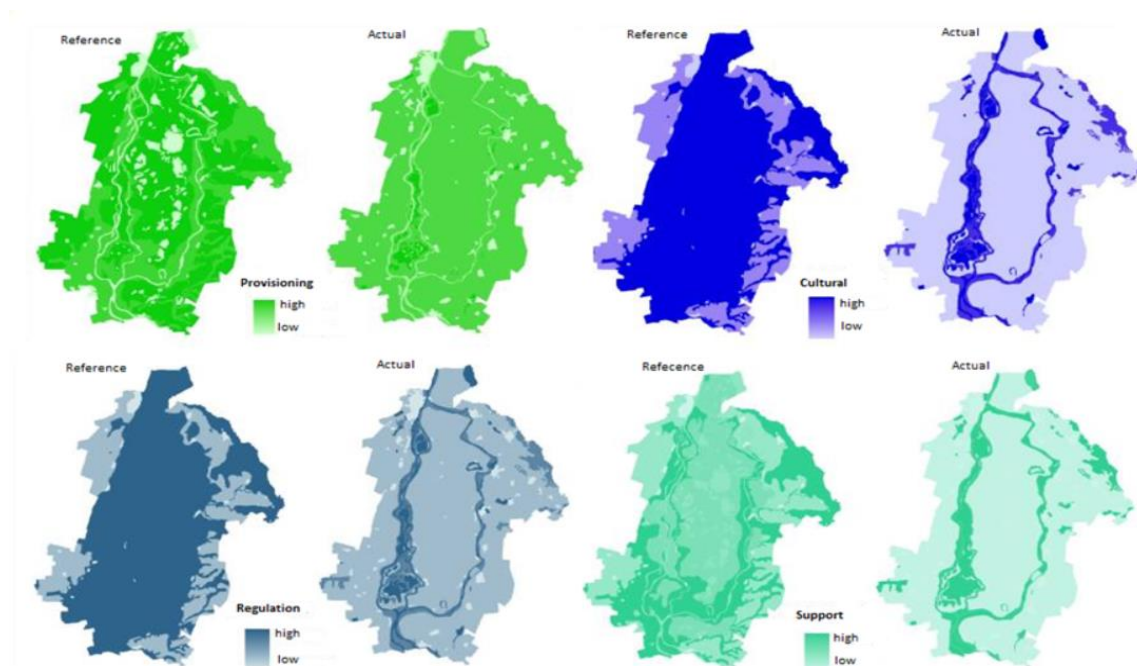 Reference
Actual
Reference
Actual
Provisioning
high
low
Cultural
high
low
Reference
Actual
Refecence
Actual
Regulation
high
low
Support
high
low